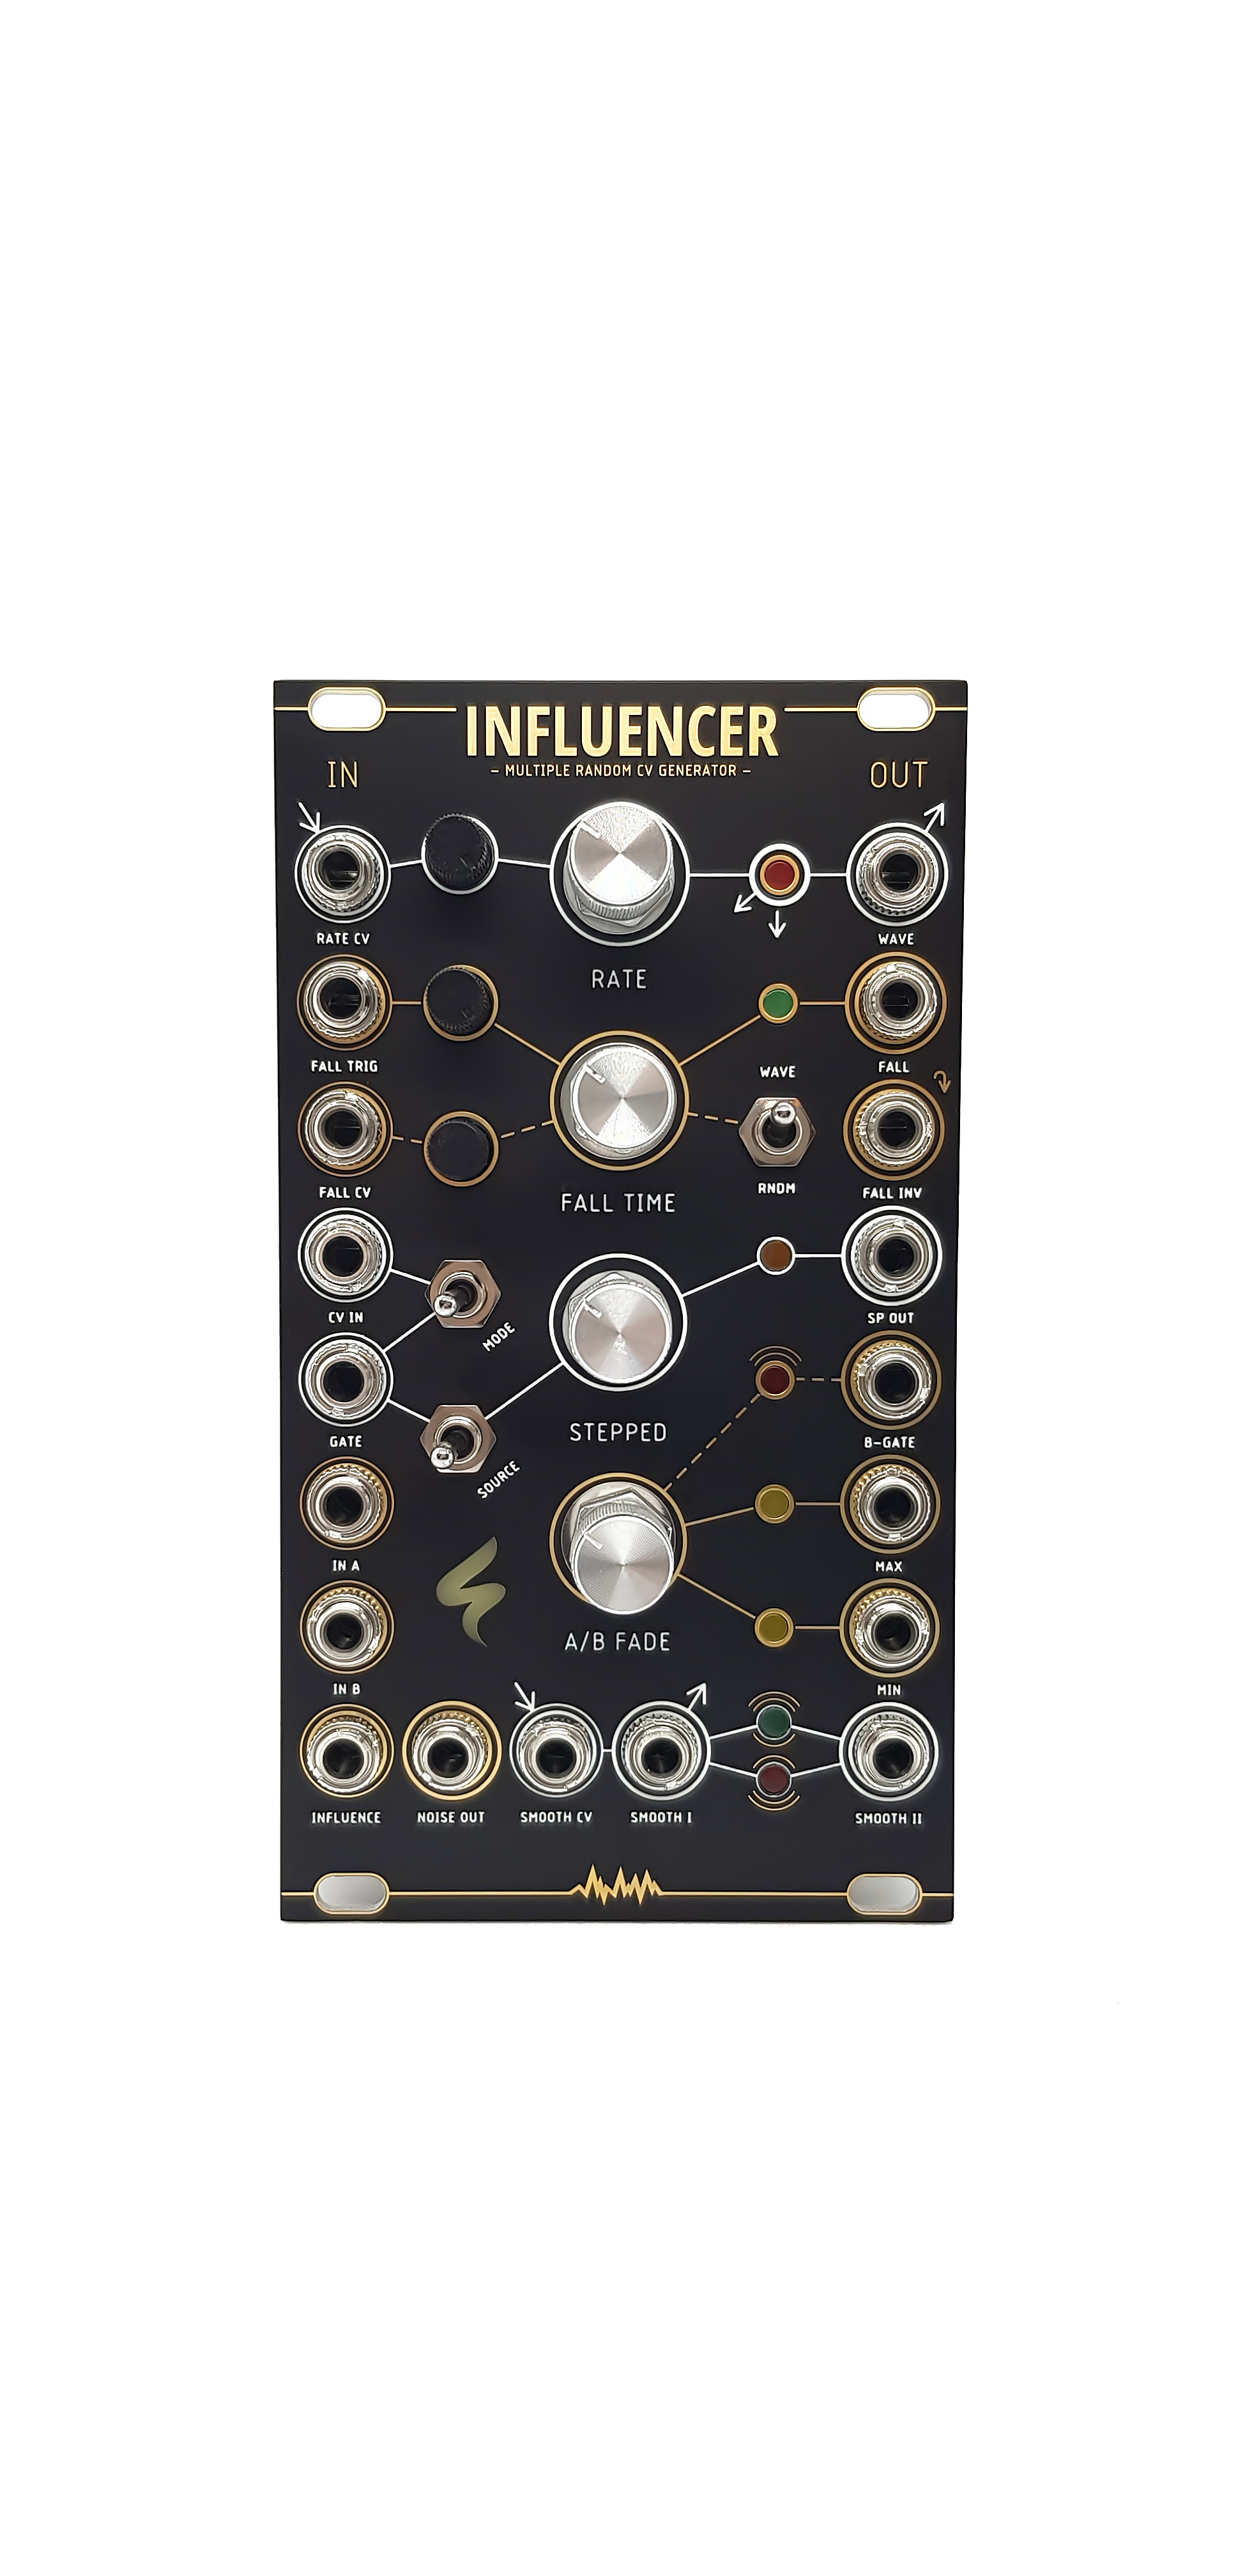 INFLUENCER
– MULTIPLE RANDOM CV GENERATOR –
IN
OUT
RATE CV
WAVE
RATE
FALL TRIG
FALL
WAVE
FALL CV
FALL TIME
RNDM
FALL INV
CV IN
SP OUT
MODE
GATE
STEPPED
B-GATE
SOURCE
IN A
MAX
A/B FADE
IN B
MIN
INFLUENCE
NOISE OUT
SMOOTH CV
SMOOTH I
SMOOTH II